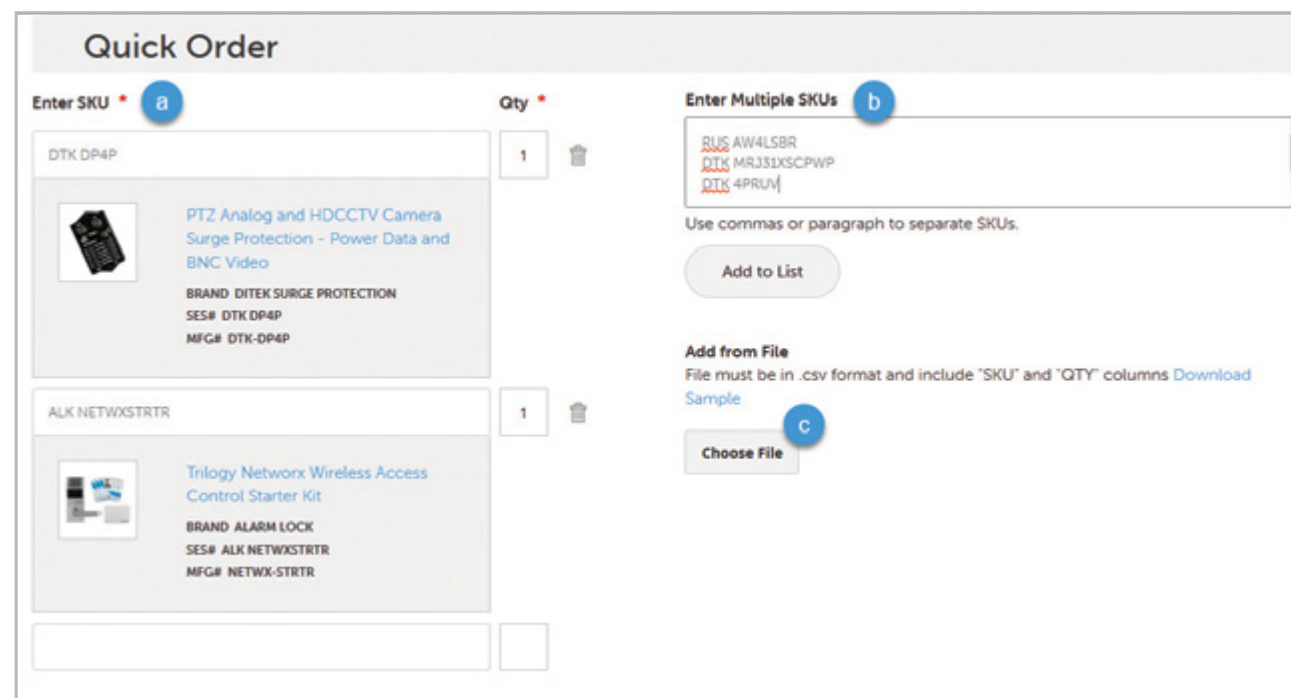 Quick Order
Enter SKU * a
Qty *
DTK DP4P
1
PTZ Analog and HDCCTV Camera
Surge Protection - Power Data and
BNC Video
BRAND DITEK SURGE PROTECTION
SES# DTK DP4P
MFG# DTK-DP4P
ALK NETWXSTRTR
1
Trilogy Networx Wireless Access
Control Starter Kit
BRAND ALARM LOCK
SES# ALK NETWXSTRTR
MFG# NETWX-STRTR
Enter Multiple SKUs b
RUS AW4LSBR
DTK MRJ31XSCPWP
DTK 4PRUV
Use commas or paragraph to separate SKUs.
Add to List
Add from File
File must be in .csv format and include "SKU" and "QTY" columns Download
Sample
c
Choose File